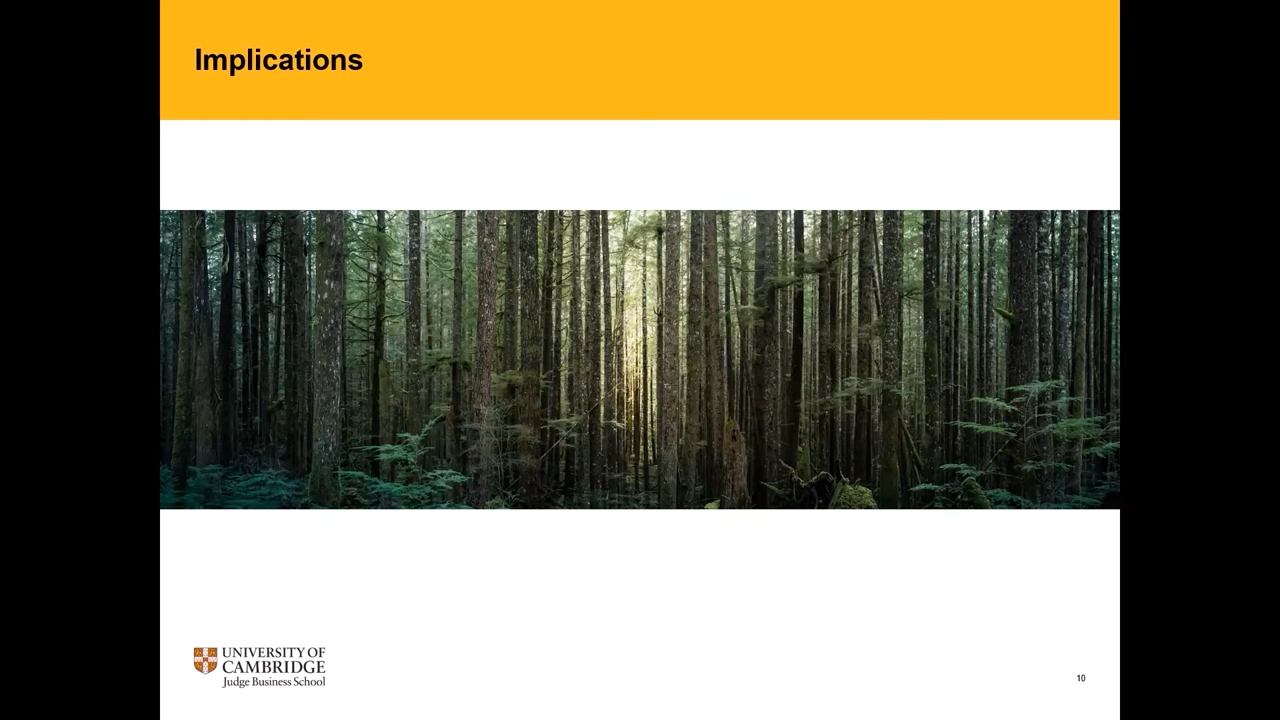 Implications
UNIVERSITY OF
CAMBRIDGE
Judge Business School
10